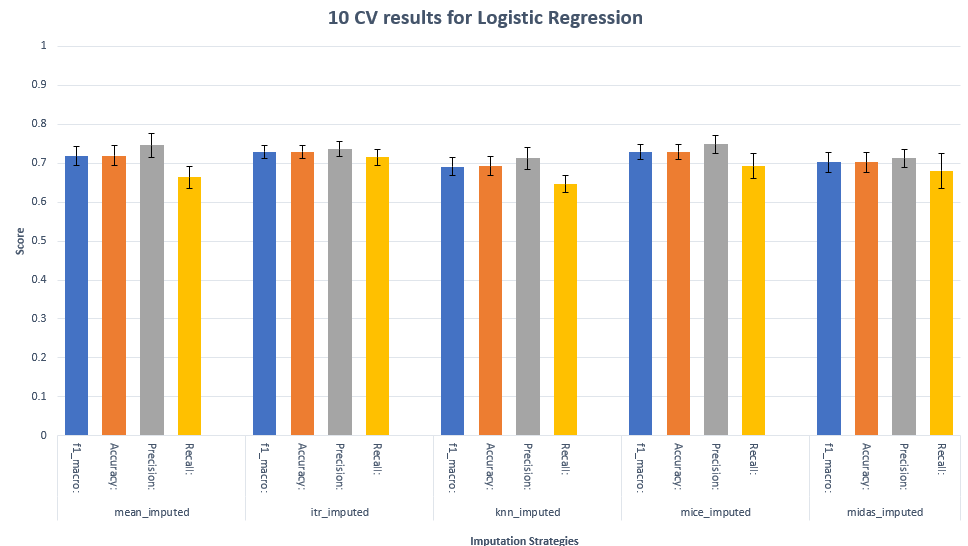 10 CV results for Logistic Regression
1
0.9
0.8
0.7
0.6
0.5
0.4
0.3
0.2
0.1
0
Score
f1_macro:
Accuracy:
Precision:
Recall:
f1_macro:
Accuracy:
Precision:
Recall:
f1_macro:
Accuracy:
Precision:
Recall:
f1_macro:
Accuracy:
Precision:
Recall:
f1_macro:
Accuracy:
Precision:
Recall:
mean_imputed
itr_imputed
knn_imputed
mice_imputed
midas_imputed
Imputation Strategies